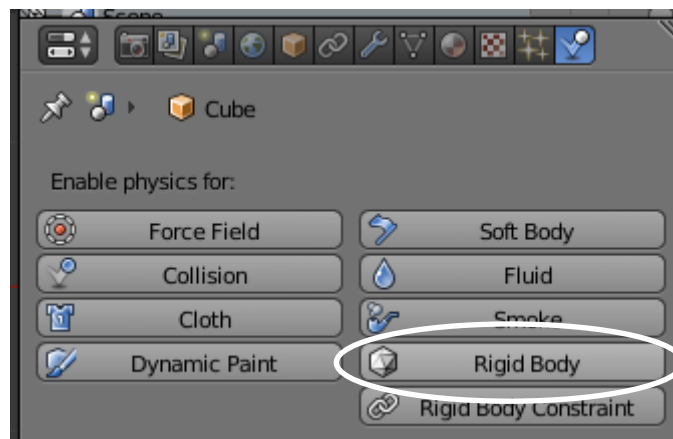 Scene
Cube
Enable physics for:
Force Field
Soft Body
Collision
Fluid
Cloth
Smoke
Dynamic Paint
Rigid Body
Rigid Body Constraint